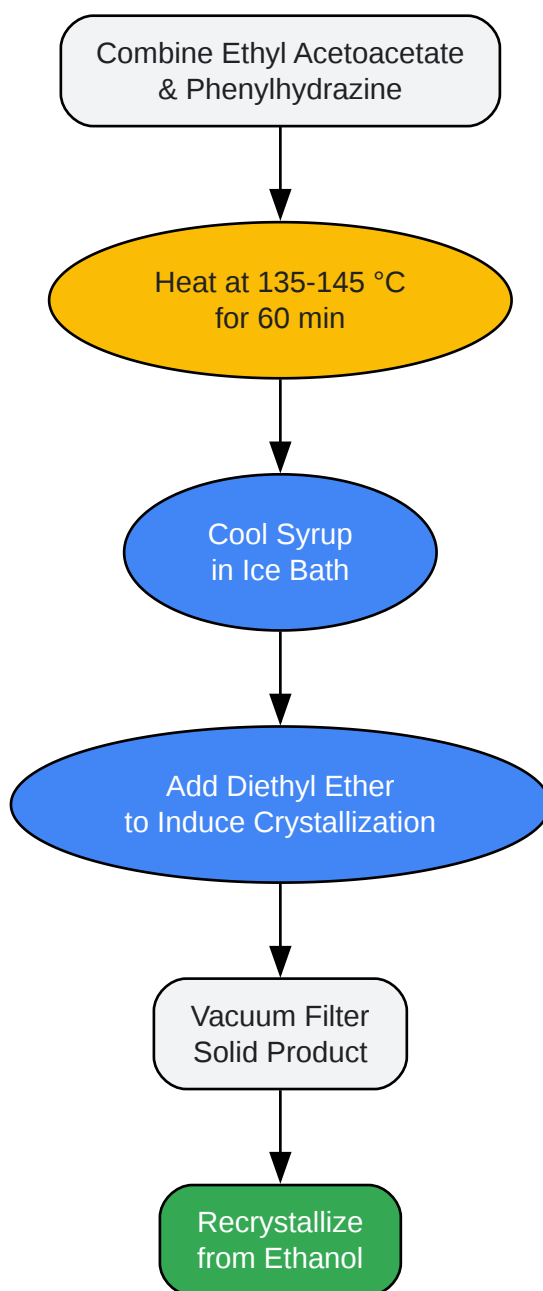 Combine Ethyl Acetoacetate
& Phenylhydrazine
Heat at 135-145 °C
for 60 min
Cool Syrup
in Ice Bath
Add Diethyl Ether
to Induce Crystallization
Vacuum Filter
Solid Product
Recrystallize
from Ethanol